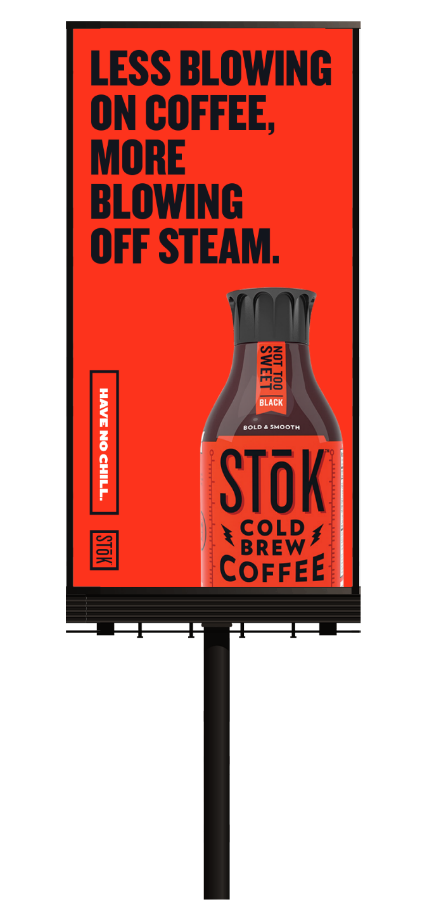 LESS BLOWING
ON COFFEE,
MORE
BLOWING
OFF STEAM.
NOT TOO
SWEET
BLACK
BOLD & SMOOTH
STōK
COLD
BREW
COFFEE
HAVE NO CHILL.
STōK